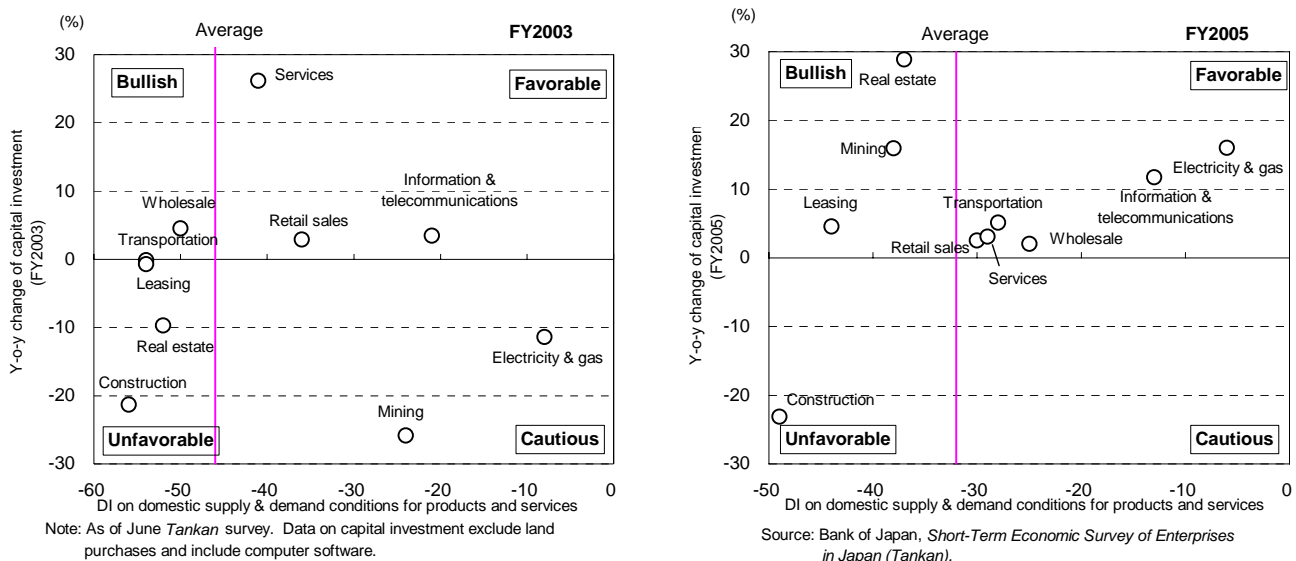 (%)
Average
FY2003
30
20
10
0
-10
-20
-30
Y-o-y change of capital investment
(FY2003)
Bullish
Services
Favorable
Information &
telecommunications
Wholesale
Retail sales
Transportation
Leasing
Real estate
Electricity & gas
Construction
Mining
Unfavorable
Cautious
-60 -50 -40 -30 -20 -10 0
DI on domestic supply & demand conditions for products and services
Note: As of June Tankan survey. Data on capital investment exclude land
purchases and include computer software.
(%)
Average
FY2005
30
20
10
0
-10
-20
-30
Y-o-y change of capital investmen
(FY2005)
Bullish
Real estate
Favorable
Mining
Electricity & gas
Leasing
Transportation
Information &
telecommunications
Retail sales
Wholesale
Services
Construction
Unfavorable
Cautious
-50 -40 -30 -20 -10 0
DI on domestic supply & demand conditions for products and services
Source: Bank of Japan, Short-Term Economic Survey of Enterprises
in Japan (Tankan).